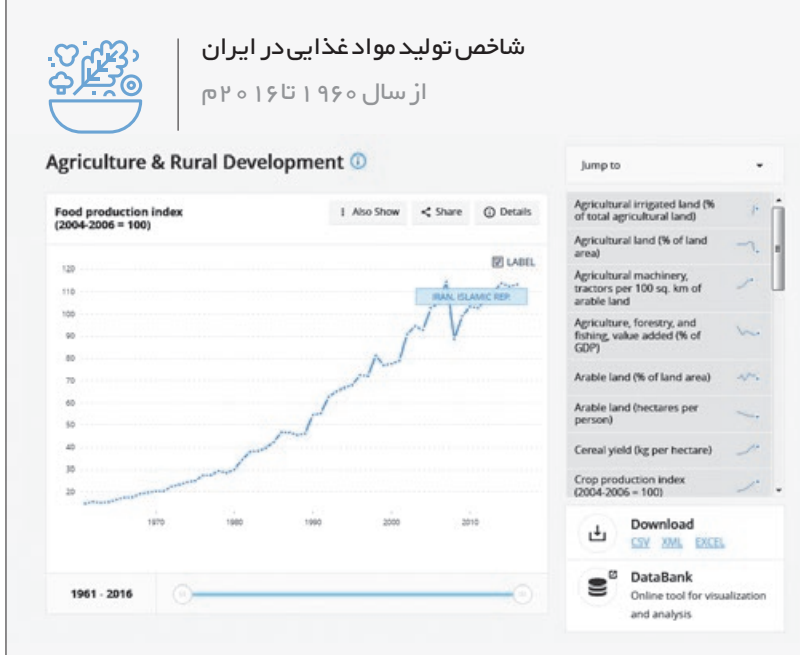 شاخص تولید مواد غذایی در ایران
از سال ۱۹۶۰ تا ۲۰۱۶ م
Agriculture & Rural Development
Food production index
(2004-2006 = 100)
Also Show
Share
Details
LABEL
120
110
100
90
80
70
60
50
40
30
20
IRAN, ISLAMIC REP.
1970
1980
1990
2000
2010
1961 - 2016
Jump to
Agricultural irrigated land (%
of total agricultural land)
Agricultural land (% of land
area)
Agricultural machinery,
tractors per 100 sq. km of
arable land
Agriculture, forestry, and
fishing, value added (% of
GDP)
Arable land (% of land area)
Arable land (hectares per
person)
Cereal yield (kg per hectare)
Crop production index
(2004-2006 = 100)
Download
CSV XML EXCEL
DataBank
Online tool for visualization
and analysis